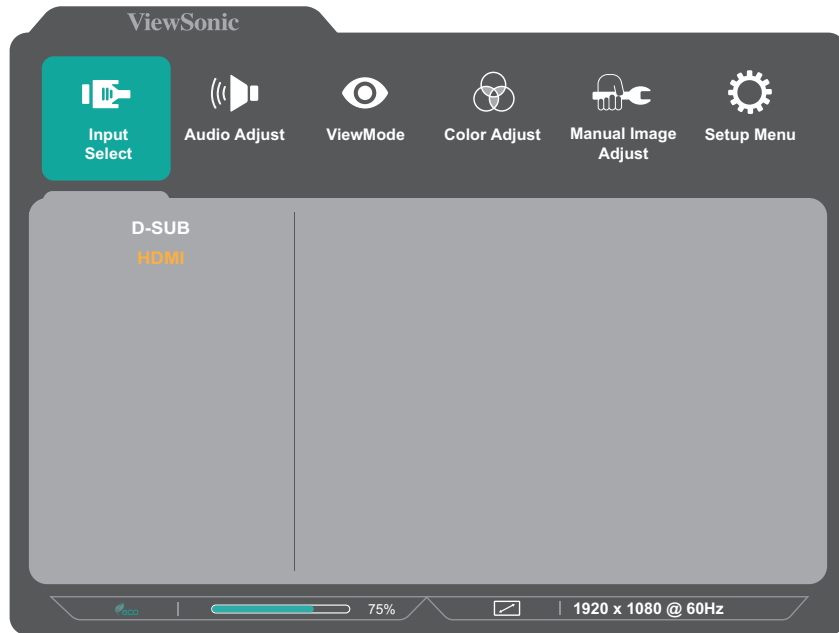 ViewSonic
Input
Select
Audio Adjust
ViewMode
Color Adjust
Manual Image
Adjust
Setup Menu
D-SUB
HDMI
eco
75%
1920 x 1080 @ 60Hz